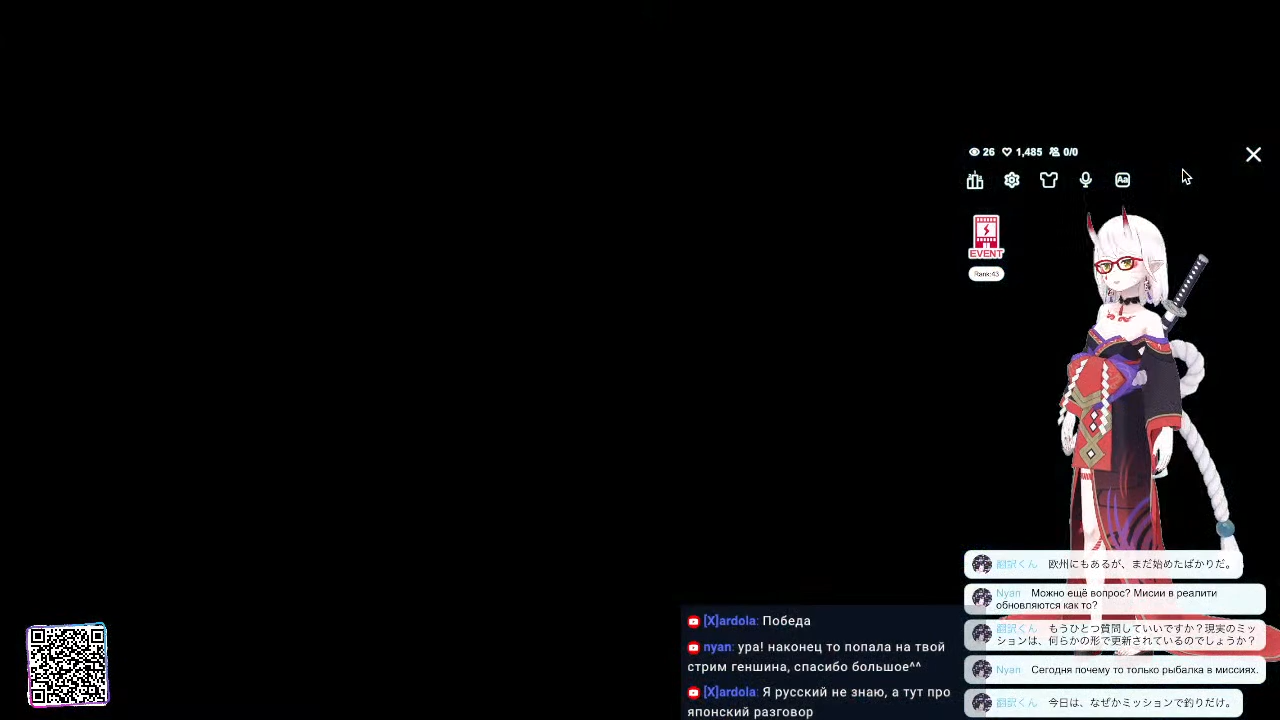 26 1,485 0/0
Aa
EVENT
Rank:43
翻訳くん 欧州にもあるが、まだ始めたばかりだ。
Nyan Можно ещё вопрос? Мисии в реалити
обновляются как то?
翻訳くん もうひとつ質問していいですか？現実のミッ
ションは、何らかの形で更新されているのでしょうか？
Nyan Сегодня почему то только рыбалка в миссиях.
翻訳くん 今日は、なぜかミッションで釣りだけ。
[X]ardola: Победа
nyan: ура! наконец то попала на твой
стрим геншина, спасибо большое^^
[X]ardola: Я русский не знаю, а тут про
японский разговор